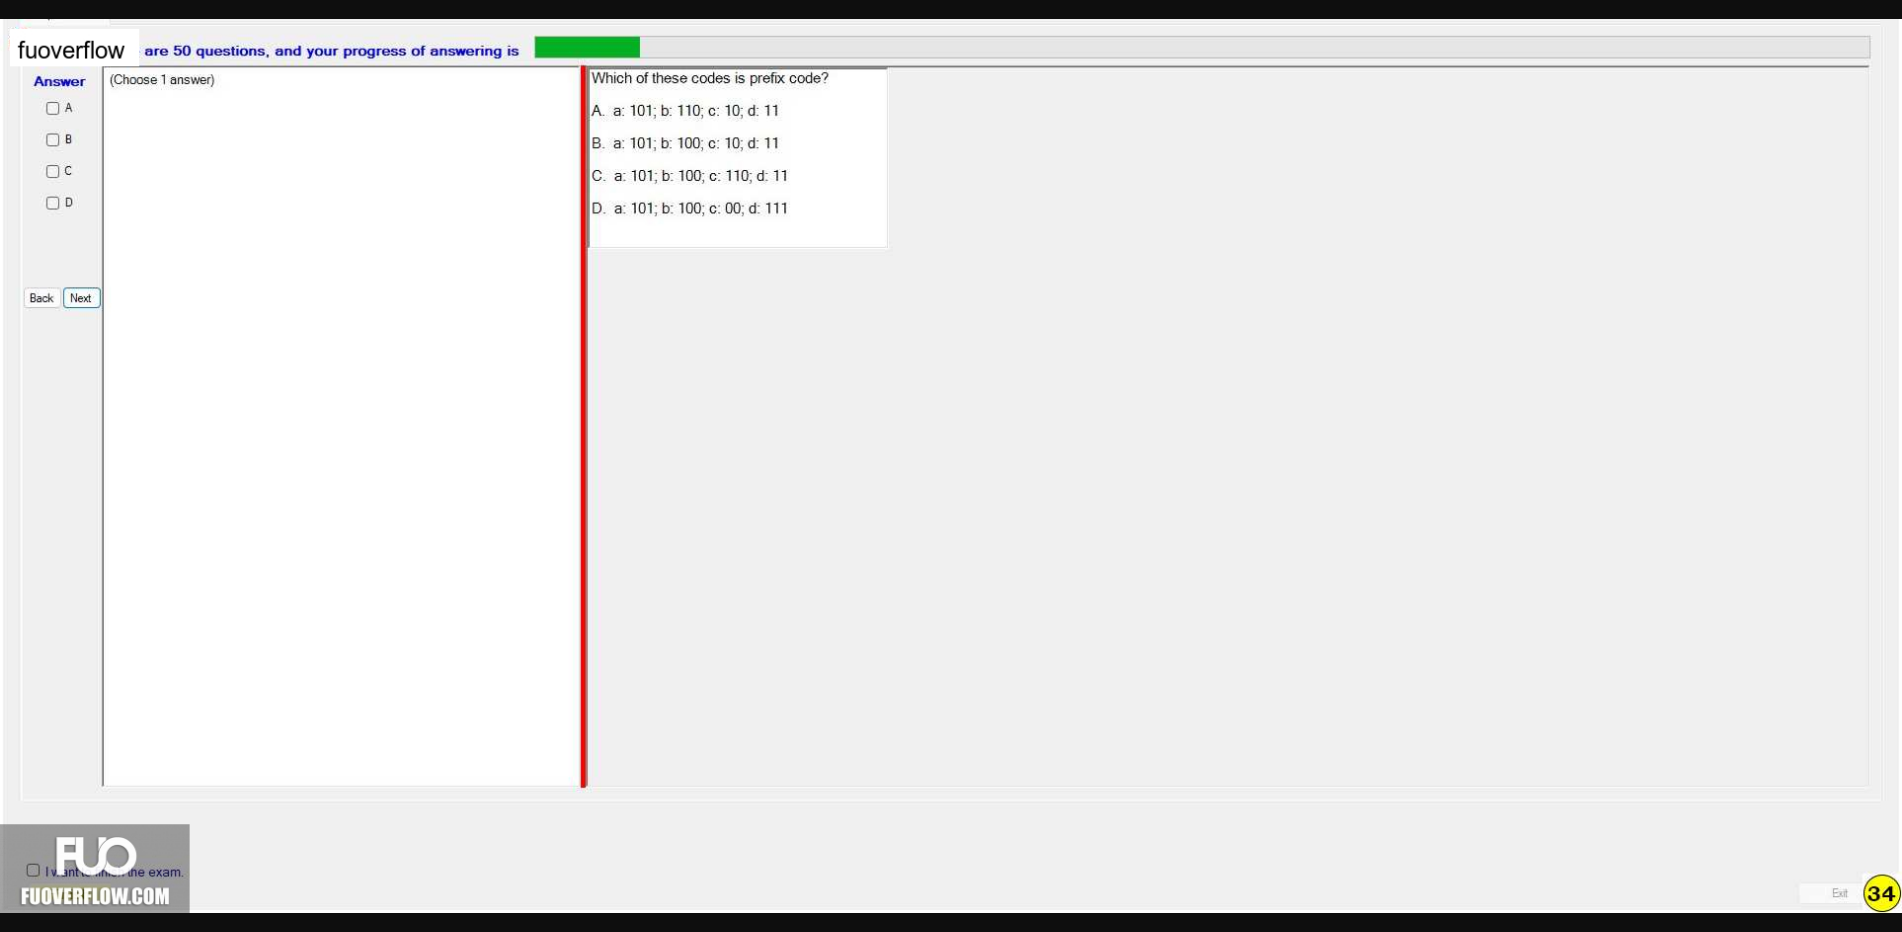 fuoverflow are 50 questions, and your progress of answering is
Answer
(Choose 1 answer)
A
B
C
D
Back Next
Which of these codes is prefix code?
A. a: 101; b: 110; c: 10; d: 11
B. a: 101; b: 100; c: 10; d: 11
C. a: 101; b: 100; c: 110; d: 11
D. a: 101; b: 100; c: 00; d: 111
FUO
I want the exam.
FUOVERFLOW.COM
Exit
34